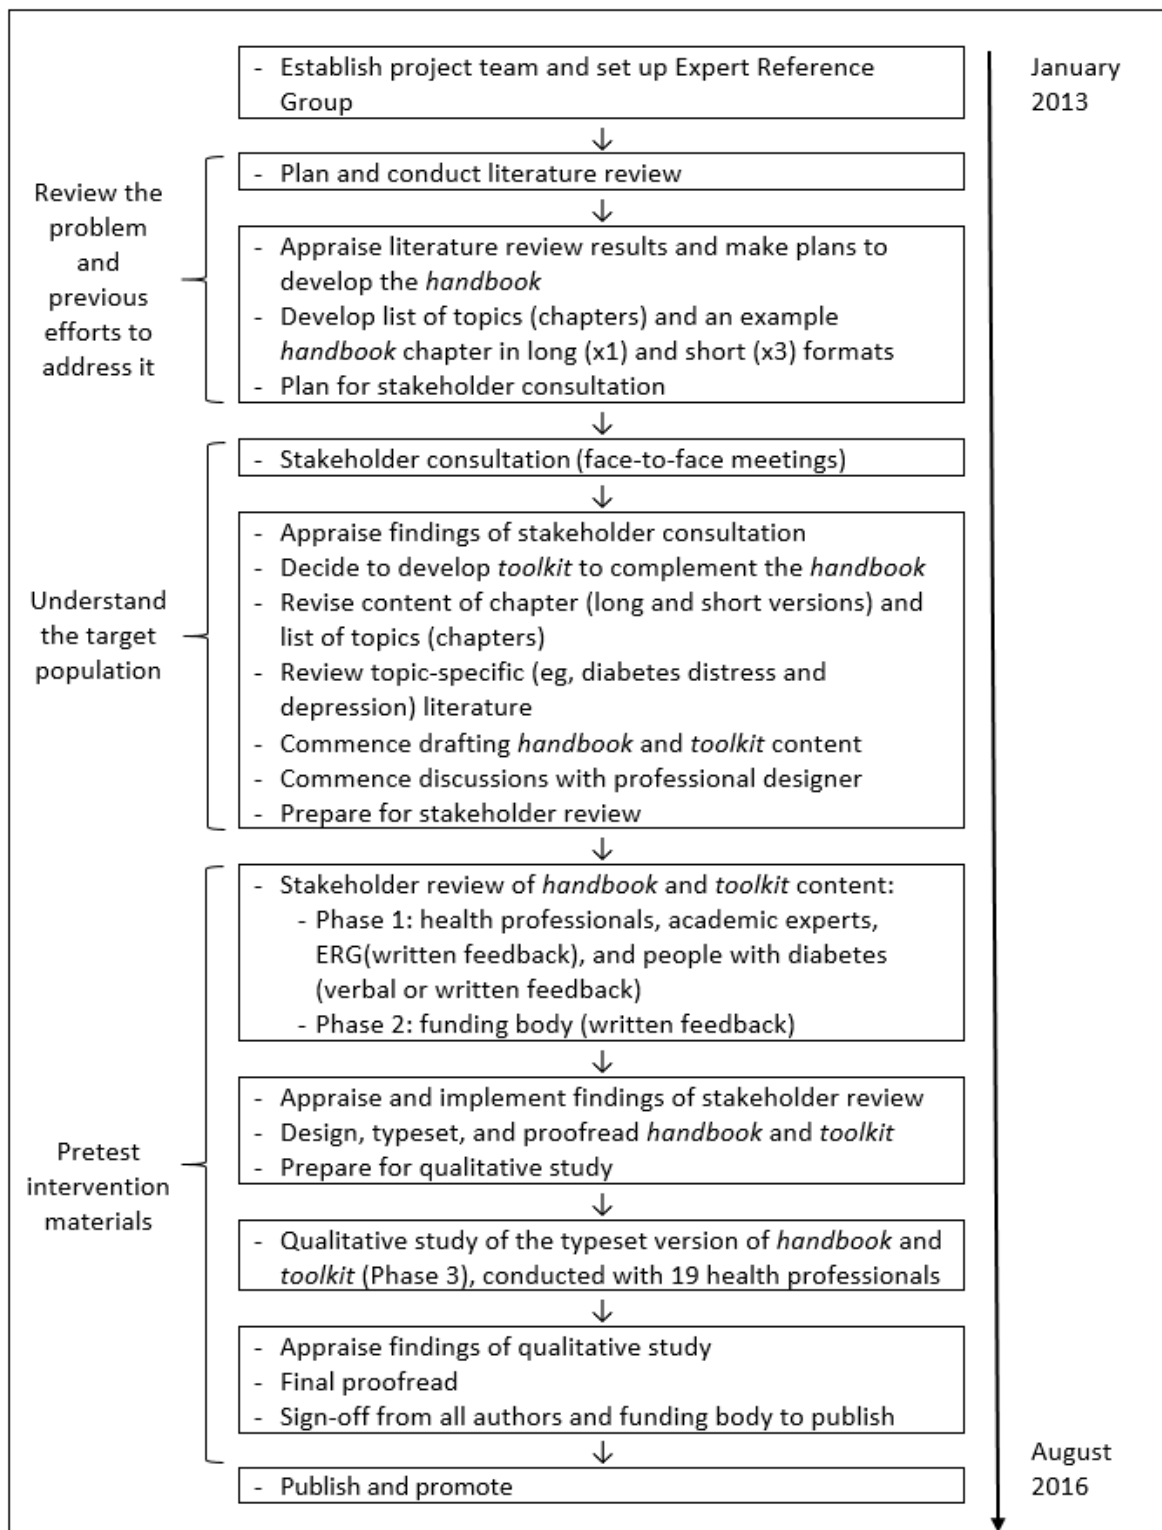 - Establish project team and set up Expert Reference
Group
January
2013
Review the
problem
and
previous
efforts to
address it
- Plan and conduct literature review
- Appraise literature review results and make plans to
develop the handbook
- Develop list of topics (chapters) and an example
handbook chapter in long (x1) and short (x3) formats
- Plan for stakeholder consultation
Understand
the target
population
- Stakeholder consultation (face-to-face meetings)
- Appraise findings of stakeholder consultation
- Decide to develop toolkit to complement the handbook
- Revise content of chapter (long and short versions) and
list of topics (chapters)
- Review topic-specific (eg, diabetes distress and
depression) literature
- Commence drafting handbook and toolkit content
- Commence discussions with professional designer
- Prepare for stakeholder review
Pretest
intervention
materials
- Stakeholder review of handbook and toolkit content:
- Phase 1: health professionals, academic experts,
ERG(written feedback), and people with diabetes
(verbal or written feedback)
- Phase 2: funding body (written feedback)
- Appraise and implement findings of stakeholder review
- Design, typeset, and proofread handbook and toolkit
- Prepare for qualitative study
- Qualitative study of the typeset version of handbook and
toolkit (Phase 3), conducted with 19 health professionals
- Appraise findings of qualitative study
- Final proofread
- Sign-off from all authors and funding body to publish
- Publish and promote
August
2016